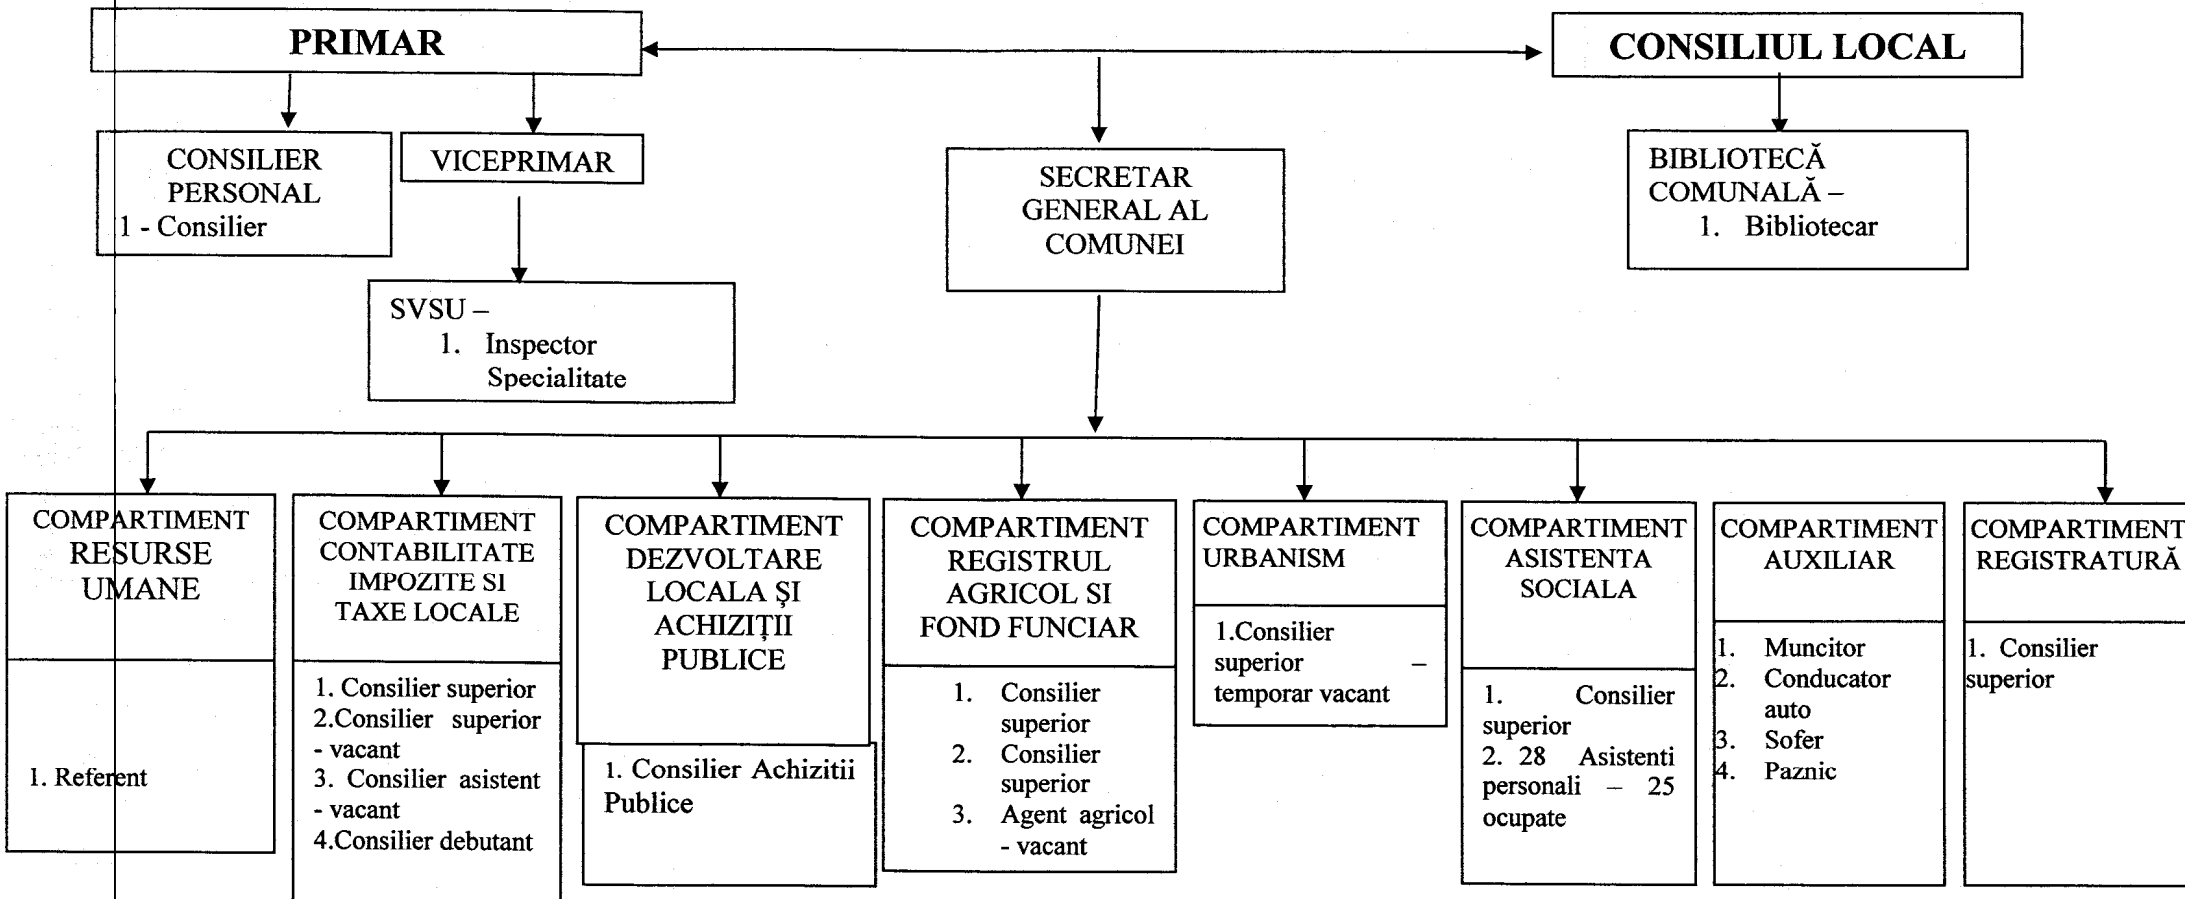 PRIMAR
CONSILIUL LOCAL
CONSILIER
PERSONAL
1 - Consilier
VICEPRIMAR
SECRETAR
GENERAL AL
COMUNEI
BIBLIOTECĂ
COMUNALĂ –
1. Bibliotecar
SVSU –
1. Inspector
Specialitate
COMPARTIMENT
RESURSE
UMANE
1. Referent
COMPARTIMENT
CONTABILITATE
IMPOZITE SI
TAXE LOCALE
1. Consilier superior
2.Consilier superior
- vacant
3. Consilier asistent
- vacant
4.Consilier debutant
COMPARTIMENT
DEZVOLTARE
LOCALA ŞI
ACHIZIŢII
PUBLICE
1. Consilier Achizitii
Publice
COMPARTIMENT
REGISTRUL
AGRICOL SI
FOND FUNCIAR
1. Consilier
superior
2. Consilier
superior
3. Agent agricol
- vacant
COMPARTIMENT
URBANISM
1.Consilier
superior –
temporar vacant
COMPARTIMENT
ASISTENTA
SOCIALA
1. Consilier
superior
2. 28 Asistenti
personali – 25
ocupate
COMPARTIMENT
AUXILIAR
1. Muncitor
2. Conducator
auto
3. Sofer
4. Paznic
COMPARTIMENT
REGISTRATURĂ
1. Consilier
superior